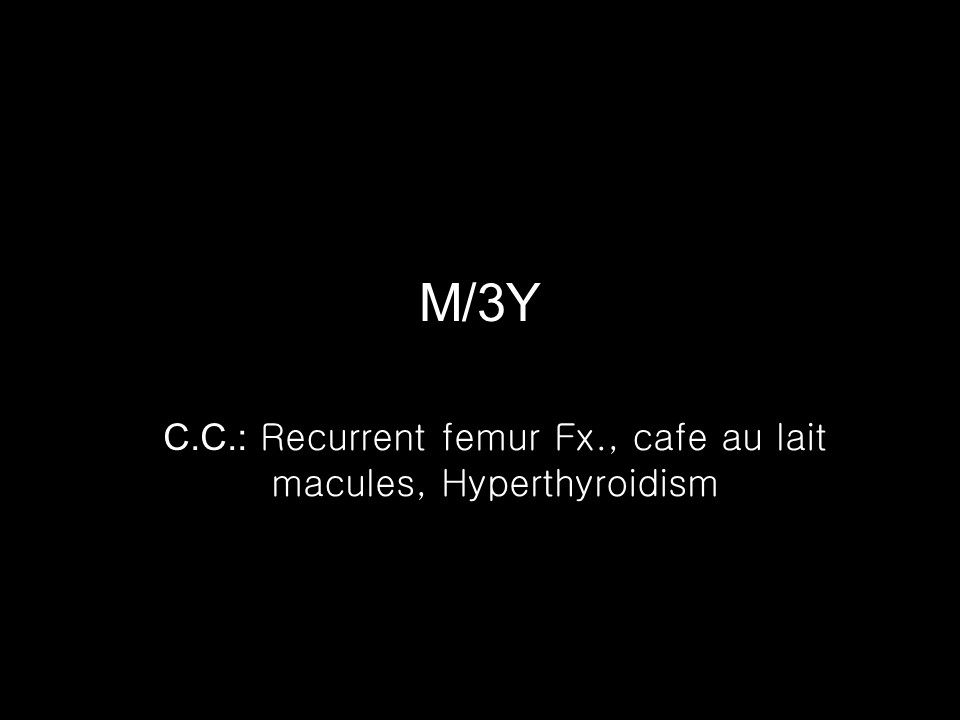 M/3Y
C.C.: Recurrent femur Fx., cafe au lait
macules, Hyperthyroidism